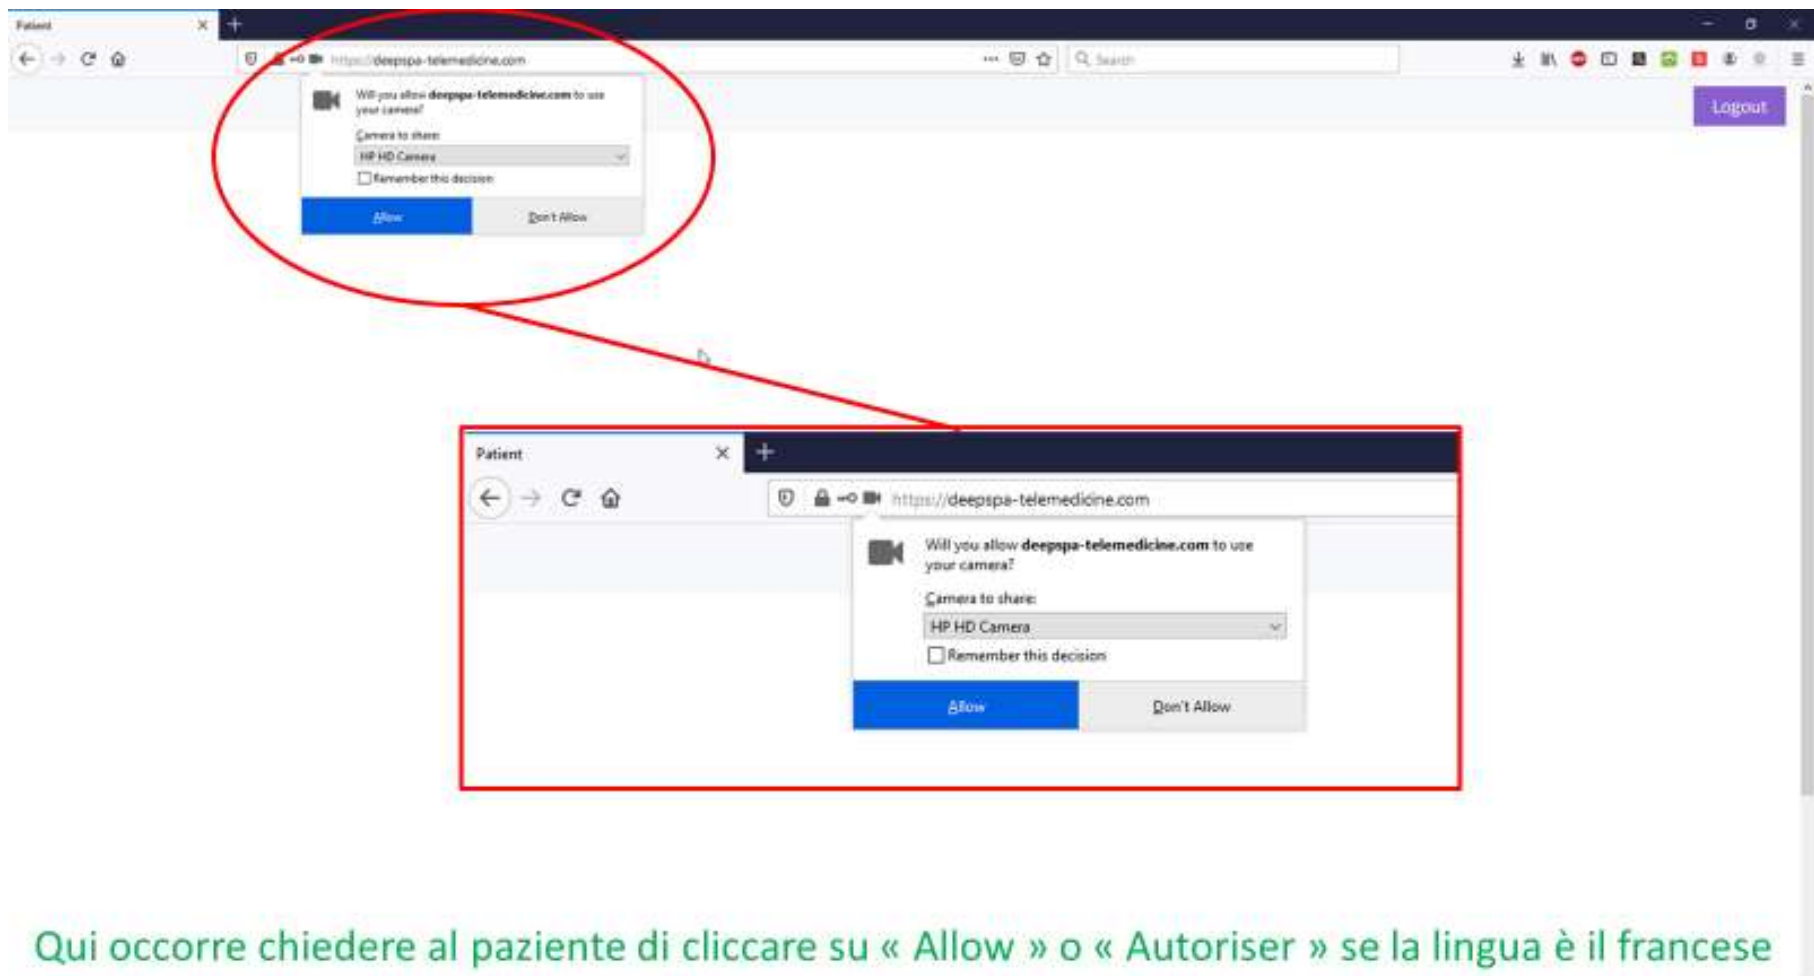 Patient
https://deepspa-telemedicine.com
Search
Will you allow deepspa-telemedicine.com to use
your camera?
Camera to share:
HP HD Camera
Remember this decision
Allow
Don't Allow
Logout
Patient
https://deepspa-telemedicine.com
Will you allow deepspa-telemedicine.com to use
your camera?
Camera to share:
HP HD Camera
Remember this decision
Allow
Don't Allow
Qui occorre chiedere al paziente di cliccare su « Allow » o « Autoriser » se la lingua è il francese